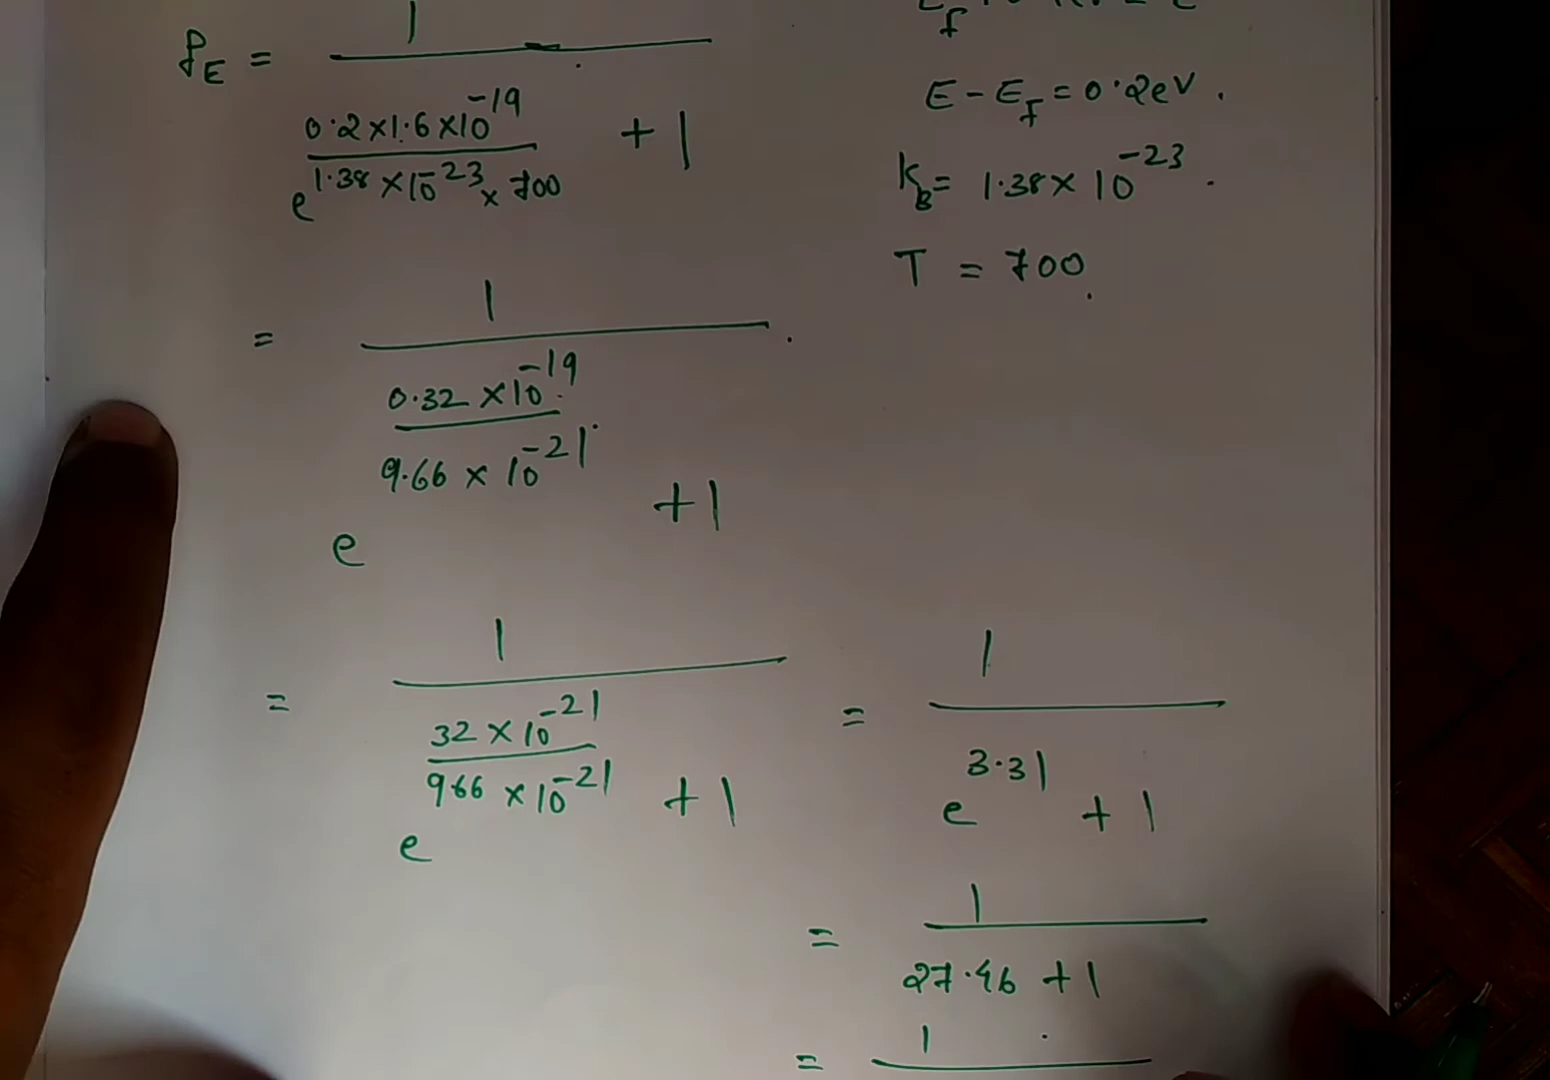 f_E = 1 / (e^(0.2×1.6×10^-19 / 1.38×10^-23 × 700) + 1)
E - E_f = 0.2eV.
k_B = 1.38 × 10^-23.
T = 700
= 1 / (e^(0.32×10^-19 / 9.66×10^-21) + 1)
= 1 / (e^(32×10^-21 / 966×10^-21) + 1) = 1 / (e^3.31 + 1)
= 1 / (27.46 + 1)
= 1